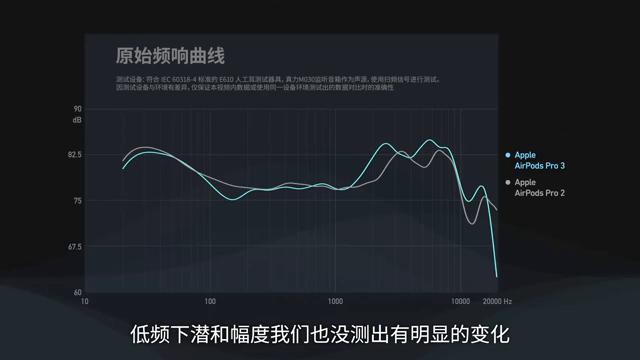 原始频响曲线
测试设备: 符合 IEC 60318-4 标准的 E610 人工耳测试器具, 真力M030监听音箱作为声源, 使用扫频信号进行测试。
因测试设备与环境有差异, 仅保证本视频内数据或使用同一设备环境测试出的数据对比时的准确性
90
dB
82.5
75
67.5
60
10
100
1000
10000
20000 Hz
Apple
AirPods Pro 3
Apple
AirPods Pro 2
低频下潜和幅度我们也没测出有明显的变化